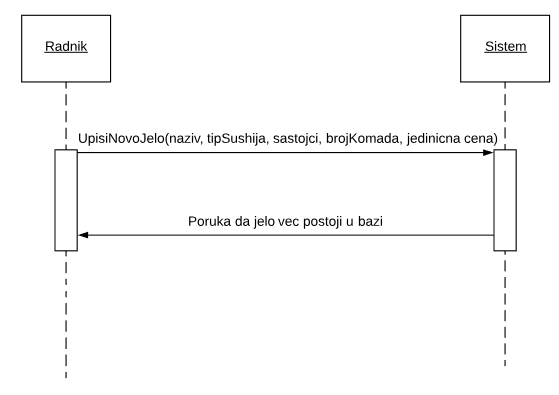 Radnik
Sistem
UpisiNovoJelo(naziv, tipSushija, sastojci, brojKomada, jedinicna cena)
Poruka da jelo vec postoji u bazi